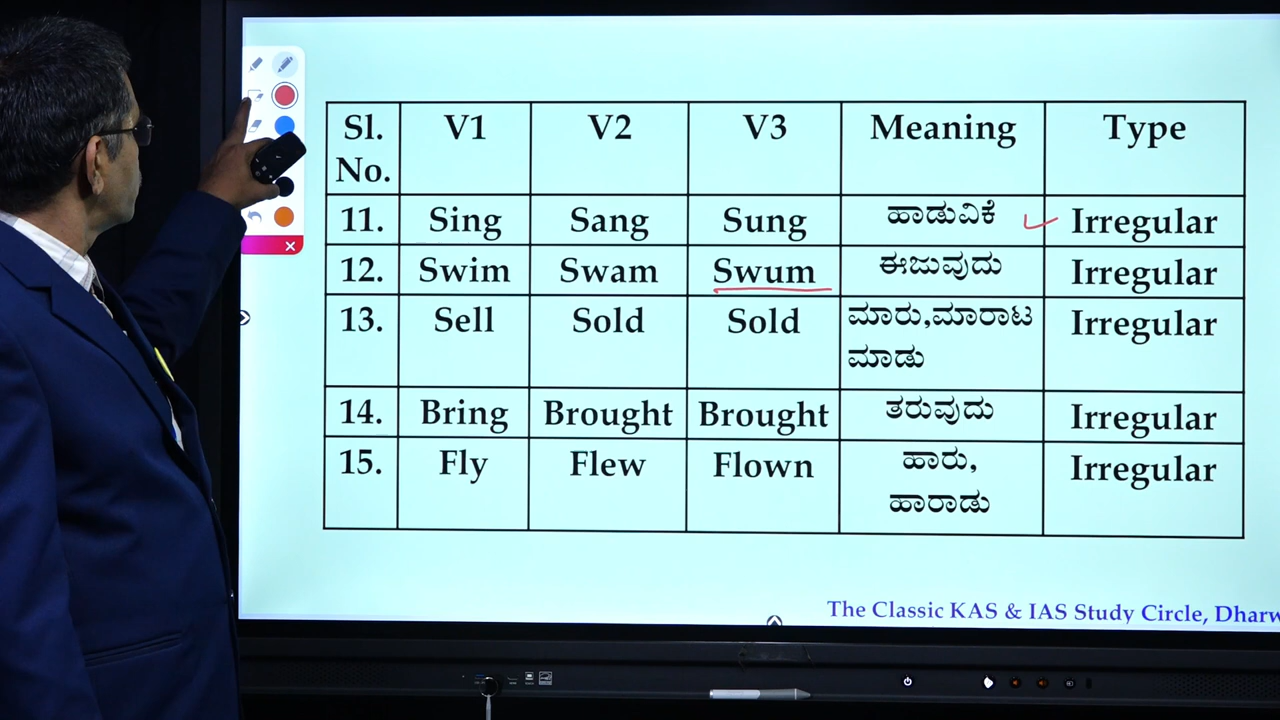 Sl. No. V1 V2 V3 Meaning Type
11. Sing Sang Sung ಹಾಡುವಿಕೆ Irregular
12. Swim Swam Swum ಈಜುವುದು Irregular
13. Sell Sold Sold ಮಾರು,ಮಾರಾಟ ಮಾಡು Irregular
14. Bring Brought Brought ತರುವುದು Irregular
15. Fly Flew Flown ಹಾರು, ಹಾರಾಡು Irregular
The Classic KAS & IAS Study Circle, Dharw